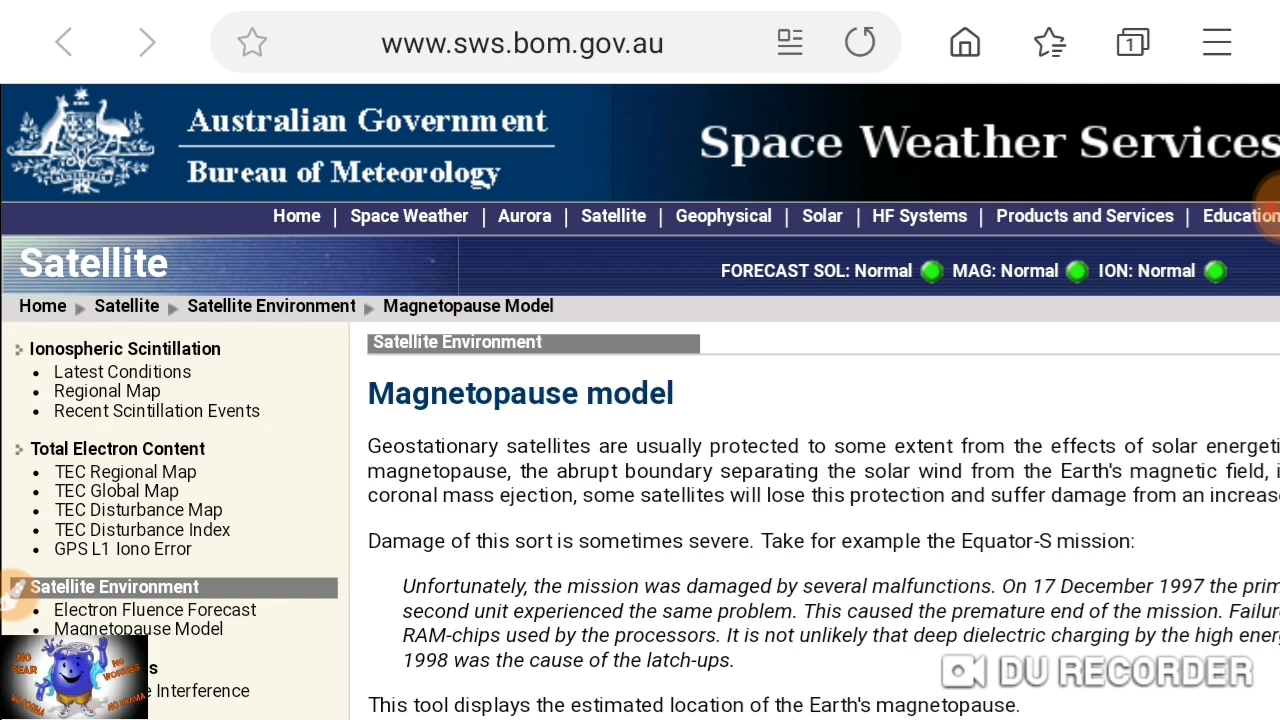 www.sws.bom.gov.au
1
Australian Government
Bureau of Meteorology
Space Weather Services
Home | Space Weather | Aurora | Satellite | Geophysical | Solar | HF Systems | Products and Services | Education
Satellite
FORECAST SOL: Normal MAG: Normal ION: Normal
Home Satellite Satellite Environment Magnetopause Model
Ionospheric Scintillation
Latest Conditions
Regional Map
Recent Scintillation Events
Total Electron Content
TEC Regional Map
TEC Global Map
TEC Disturbance Map
TEC Disturbance Index
GPS L1 Iono Error
Satellite Environment
Electron Fluence Forecast
Magnetopause Model
s
e Interference
NO FEAR
NO WORRIES
NO DRAMA
Satellite Environment
Magnetopause model
Geostationary satellites are usually protected to some extent from the effects of solar energeti
magnetopause, the abrupt boundary separating the solar wind from the Earth's magnetic field, i
coronal mass ejection, some satellites will lose this protection and suffer damage from an increas
Damage of this sort is sometimes severe. Take for example the Equator-S mission:
Unfortunately, the mission was damaged by several malfunctions. On 17 December 1997 the prim
second unit experienced the same problem. This caused the premature end of the mission. Failur
RAM-chips used by the processors. It is not unlikely that deep dielectric charging by the high ener
1998 was the cause of the latch-ups.
This tool displays the estimated location of the Earth's magnetopause.
DU RECORDER